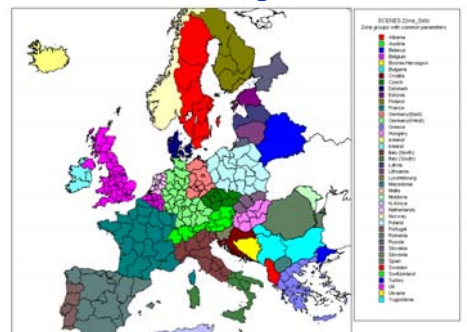 SCENES Zone_Sets
Zone groups with common parameters
Albania
Austria
Belarus
Belgium
Bosnia-Hercegovi
Bulgaria
Croatia
Czech
Denmark
Estonia
Finland
France
Germany(East)
Germany(West)
Greece
Hungary
Iceland
Ireland
Italy (North)
Italy (South)
Latvia
Lithuania
Luxembourg
Macedonia
Malta
Moldova
N.Africa
Netherlands
Norway
Poland
Portugal
Romania
Russia
Slovakia
Slovenia
Spain
Sweden
Switzerland
Turkey
UK
Ukraine
Yugoslavia